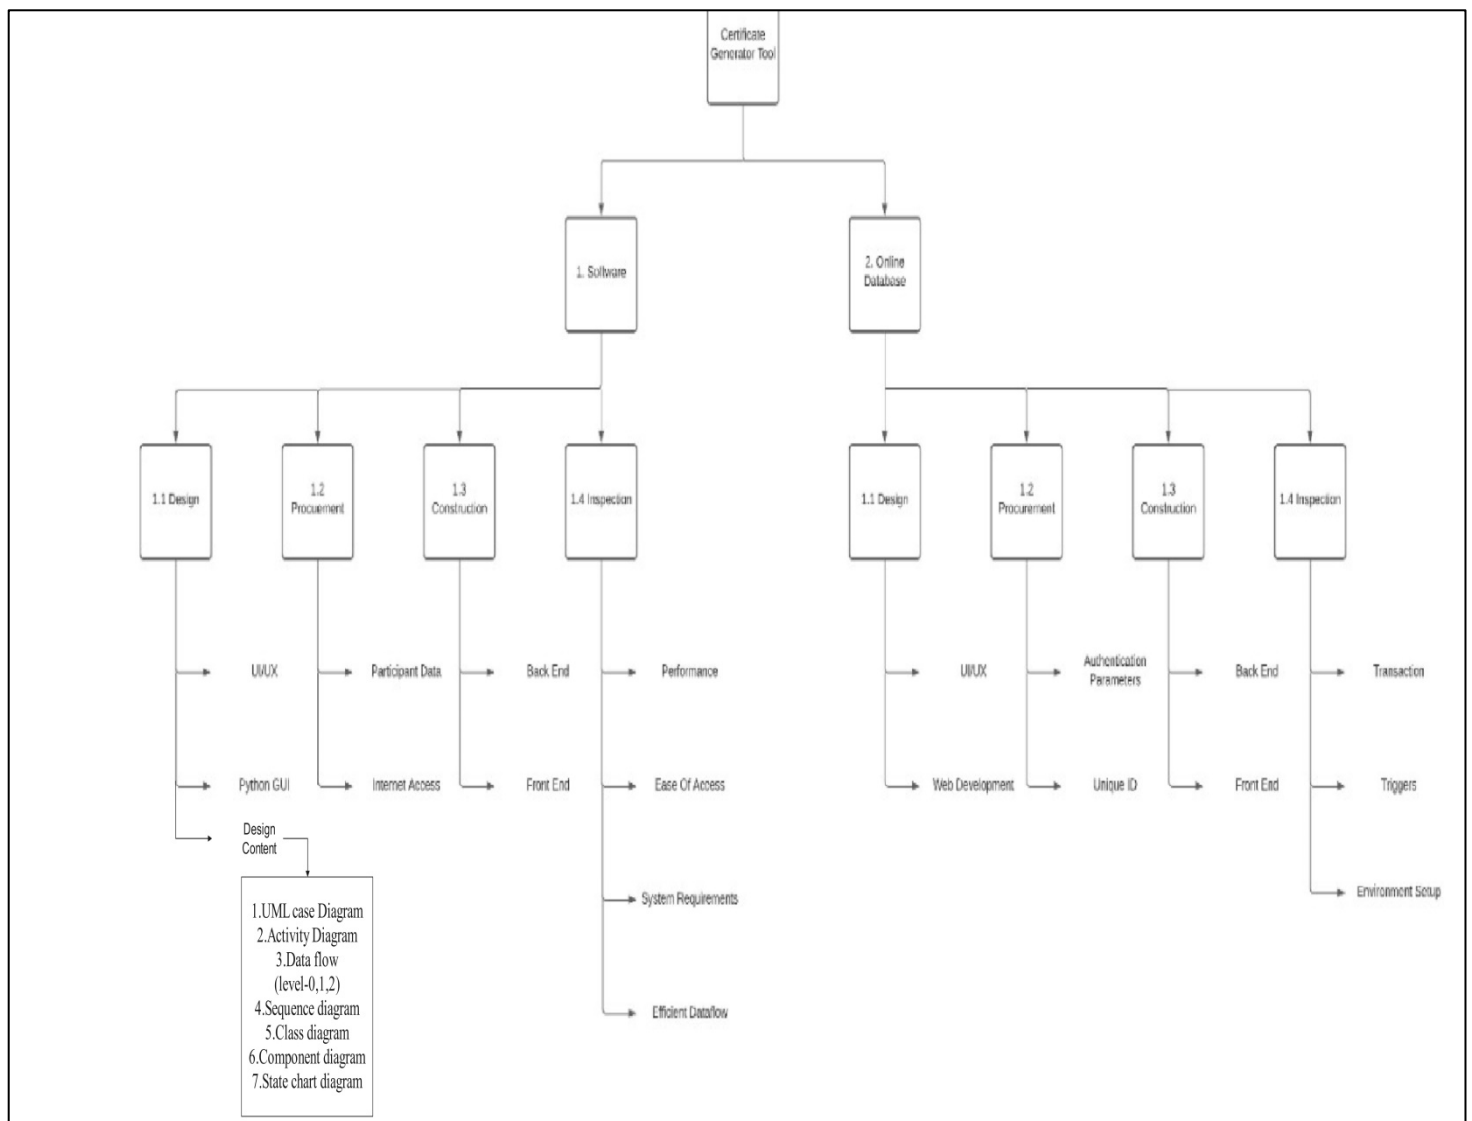 Certificate
Generator Tool
1. Software
2. Online
Database
1.1 Design
1.2
Procuement
1.3
Construction
1.4 Inspection
1.1 Design
1.2
Procurement
1.3
Construction
1.4 Inspection
UI/UX
Participant Data
Back End
Performance
UI/UX
Authentication
Parameters
Back End
Transaction
Python GUI
Internet Access
Front End
Ease Of Access
Web Development
Unique ID
Front End
Triggers
Design
Content
System Requirements
Environment Setup
1.UML case Diagram
2.Activity Diagram
3.Data flow
(level-0,1,2)
4.Sequence diagram
5.Class diagram
6.Component diagram
7.State chart diagram
Efficient Dataflow